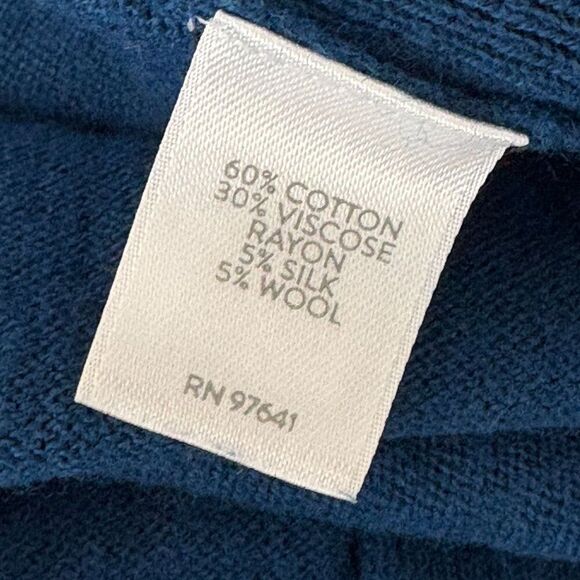 60% COTTON
30% VISCOSE
RAYON
5% SILK
5% WOOL
RN 97641